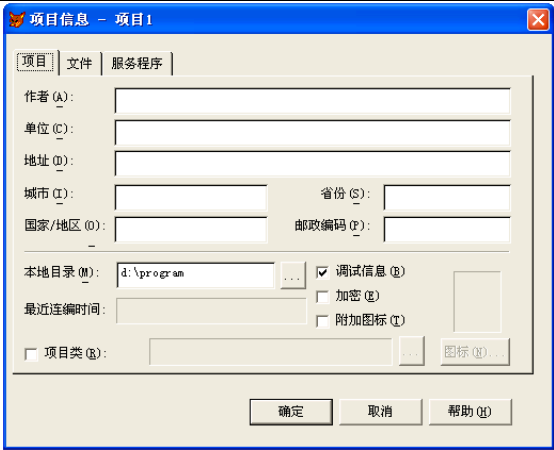 项目信息 - 项目1
项目 文件 服务程序
作者(A):
单位(C):
地址(D):
城市(I): 省份(S):
国家/地区(O): 邮政编码(P):
本地目录(M): d:\program ... 调试信息(B)
加密(E)
最近连编时间:
附加图标(T)
项目类(R): ... 图标(N)...
确定 取消 帮助(H)